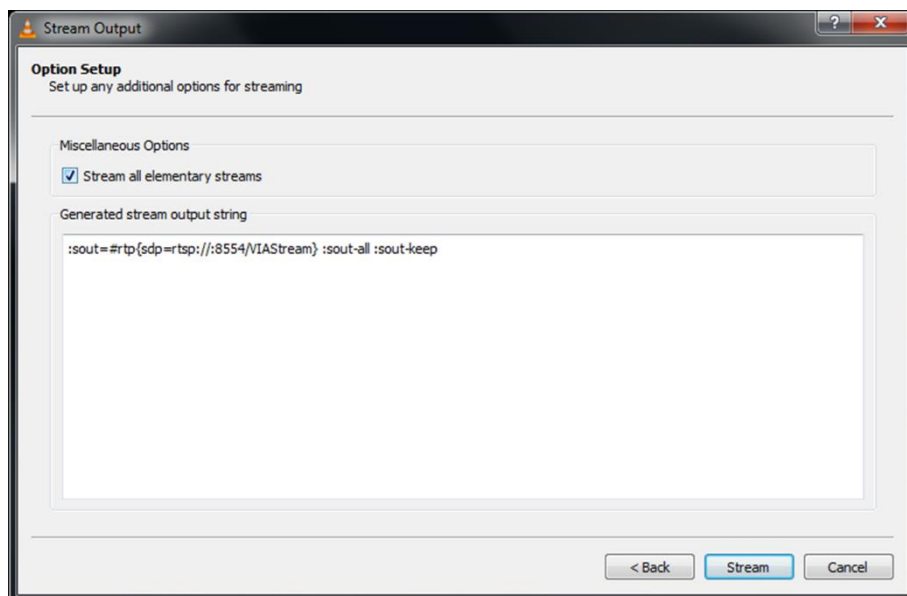 Stream Output
Option Setup
Set up any additional options for streaming
Miscellaneous Options
Stream all elementary streams
Generated stream output string
:sout=#rtp{sdp=rtsp://:8554/VIAStream} :sout-all :sout-keep
< Back Stream Cancel